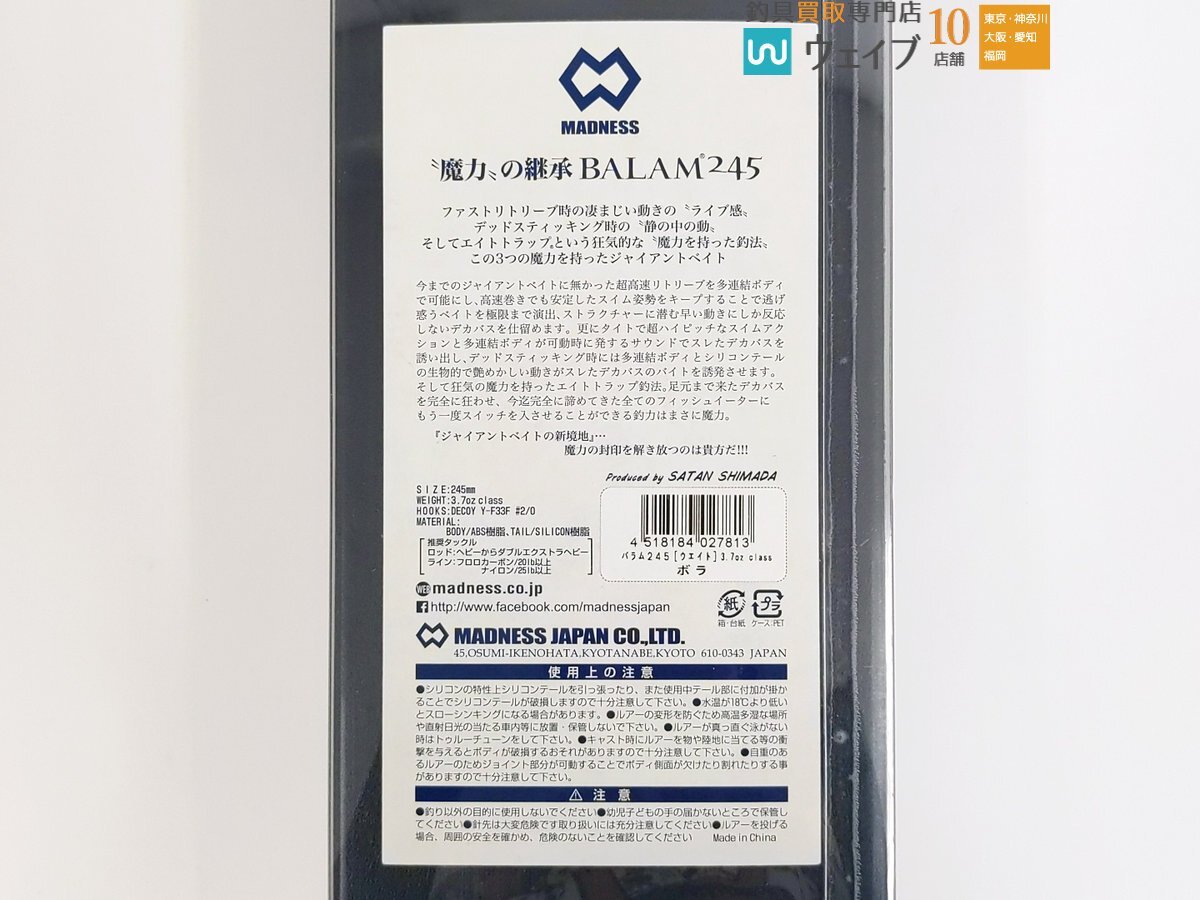 釣具買取専門店
ウェイブ
10
店舗
東京・神奈川
大阪・愛知
福岡
MADNESS
〝魔力〟の継承 BALAM®245
ファストリトリーブ時の凄まじい動きの〝ライブ感〟
デッドスティッキング時の〝静の中の動〟
そしてエイトトラップ®という狂気的な〝魔力を持った釣法〟
この3つの魔力を持ったジャイアントベイト
今までのジャイアントベイトに無かった超高速リトリーブを多連結ボディ
で可能にし、高速巻きでも安定したスイム姿勢をキープすることで逃げ
惑うベイトを極限まで演出、ストラクチャーに潜む早い動きにしか反応
しないデカバスを仕留めます。更にタイトで超ハイピッチなスイムアク
ションと多連結ボディが可動時に発するサウンドでスレたデカバスを
誘い出し、デッドスティッキング時には多連結ボディとシリコンテール
の生物的で艶めかしい動きがスレたデカバスのバイトを誘発させます。
そして狂気の魔力を持ったエイトトラップ釣法。足元まで来たデカバス
を完全に狂わせ、今迄完全に諦めてきた全てのフィッシュイーターに
もう一度スイッチを入させることができる釣力はまさに魔力。
『ジャイアントベイトの新境地』…
魔力の封印を解き放つのは貴方だ!!!
Produced by SATAN SHIMADA
SIZE:245mm
WEIGHT:3.7oz class
HOOKS:DECOY Y-F33F #2/0
MATERIAL:
BODY/ABS樹脂、TAIL/SILICON樹脂
推奨タックル
ロッド:ヘビーからダブルエクストラヘビー
ライン:フロロカーボン/20lb以上
ナイロン/25lb以上
4 518184 027813
バラム245[ウエイト]3.7oz class
ボラ
WEB madness.co.jp
http://www.facebook.com/madnessjapan
紙
箱・台紙
プラ
ケース:PET
MADNESS JAPAN CO.,LTD.
45,OSUMI-IKENOHATA,KYOTANABE,KYOTO 610-0343 JAPAN
使用上の注意
●シリコンの特性上シリコンテールを引っ張ったり、また使用中テール部に付加が掛か
ることでシリコンテールが破損しますので十分注意して下さい。●水温が18℃より低い
とスローシンキングになる場合があります。●ルアーの変形を防ぐため高温多湿な場所
や直射日光の当たる車内等に放置・保管しないで下さい。●ルアーが真っ直ぐ泳がない
時はトゥルーチューンをして下さい。●キャスト時にルアーを物や陸地に当てる等の衝
撃を与えるとボディが破損するおそれがありますので十分注意して下さい。●自重のあ
るルアーのためジョイント部分が可動することでボディ側面が欠けたり割れたりする事
がありますので十分注意して下さい。
⚠ 注意
●釣り以外の目的に使用しないでください●幼児子どもの手の届かないところで保管し
てください●針先は大変危険です取り扱いには充分注意してください●ルアーを投げる
場合、周囲の安全を確かめ、危険のないことを確認してください Made in China